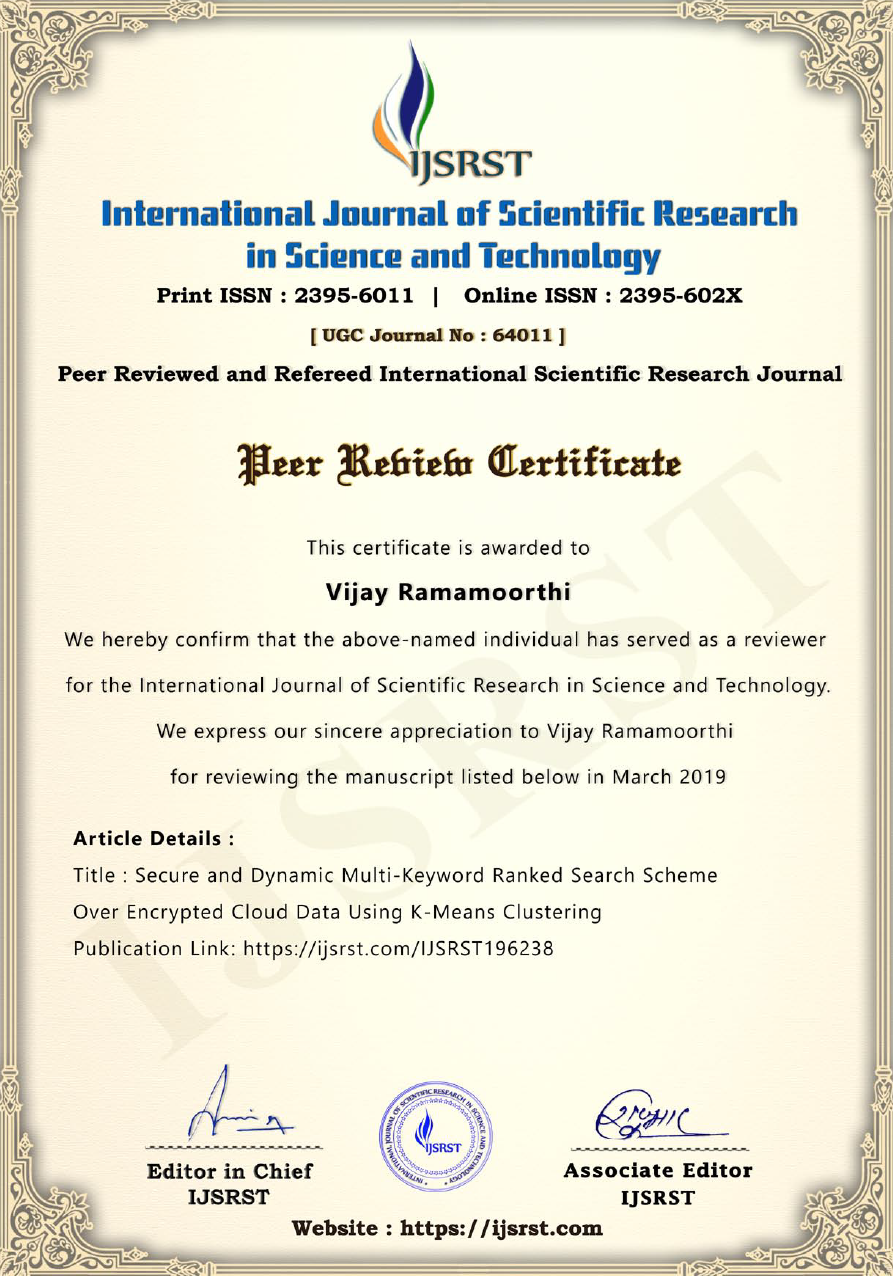 IJSRST
International Journal of Scientific Research
in Science and Technology
Print ISSN : 2395-6011 | Online ISSN : 2395-602X
[ UGC Journal No : 64011 ]
Peer Reviewed and Refereed International Scientific Research Journal
Peer Review Certificate
This certificate is awarded to
Vijay Ramamoorthi
We hereby confirm that the above-named individual has served as a reviewer
for the International Journal of Scientific Research in Science and Technology.
We express our sincere appreciation to Vijay Ramamoorthi
for reviewing the manuscript listed below in March 2019
Article Details :
Title : Secure and Dynamic Multi-Keyword Ranked Search Scheme
Over Encrypted Cloud Data Using K-Means Clustering
Publication Link: https://ijsrst.com/IJSRST196238
IJSRST
INTERNATIONAL JOURNAL OF SCIENTIFIC RESEARCH IN SCIENCE AND TECHNOLOGY
IJSRST
Editor in Chief
IJSRST
Associate Editor
IJSRST
Website : https://ijsrst.com